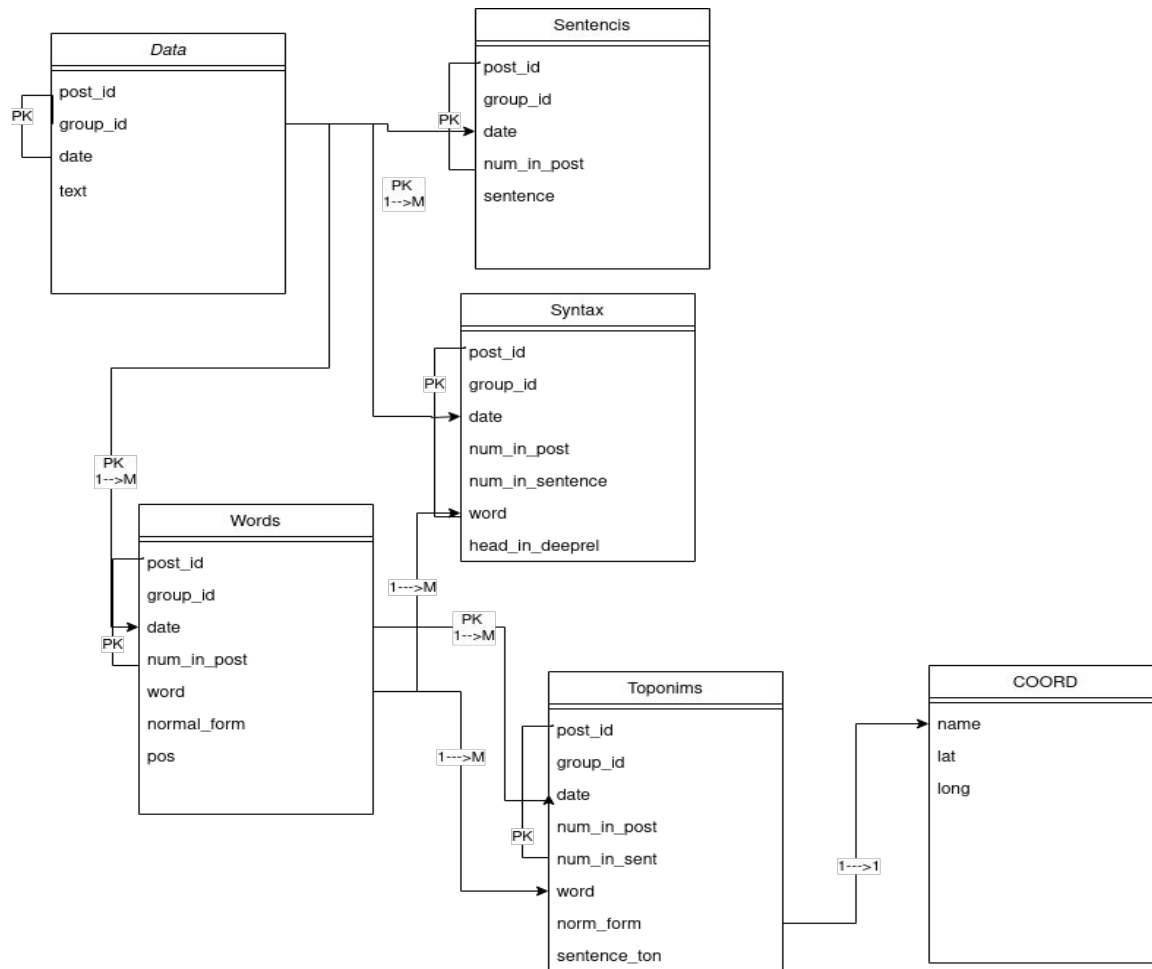 Data
post_id
group_id
date
text
PK
Sentencis
post_id
group_id
date
num_in_post
sentence
PK
PK
1-->M
Syntax
post_id
group_id
date
num_in_post
num_in_sentence
word
head_in_deeprel
PK
PK
1-->M
Words
post_id
group_id
date
num_in_post
word
normal_form
pos
PK
1--->M
PK
1-->M
1--->M
Toponims
post_id
group_id
date
num_in_post
num_in_sent
word
norm_form
sentence_ton
PK
1--->1
COORD
name
lat
long